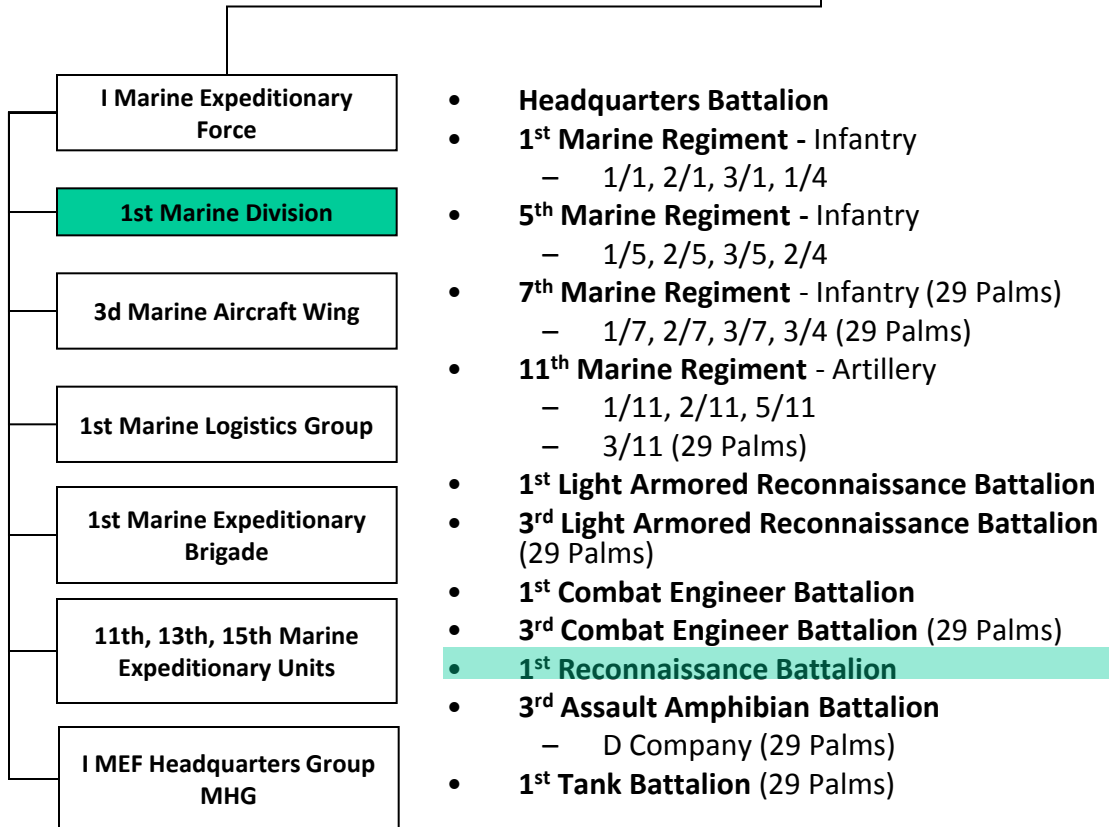 I Marine Expeditionary
Force
1st Marine Division
3d Marine Aircraft Wing
1st Marine Logistics Group
1st Marine Expeditionary
Brigade
11th, 13th, 15th Marine
Expeditionary Units
I MEF Headquarters Group
MHG
• Headquarters Battalion
• 1st Marine Regiment - Infantry
– 1/1, 2/1, 3/1, 1/4
• 5th Marine Regiment - Infantry
– 1/5, 2/5, 3/5, 2/4
• 7th Marine Regiment - Infantry (29 Palms)
– 1/7, 2/7, 3/7, 3/4 (29 Palms)
• 11th Marine Regiment - Artillery
– 1/11, 2/11, 5/11
– 3/11 (29 Palms)
• 1st Light Armored Reconnaissance Battalion
• 3rd Light Armored Reconnaissance Battalion
(29 Palms)
• 1st Combat Engineer Battalion
• 3rd Combat Engineer Battalion (29 Palms)
• 1st Reconnaissance Battalion
• 3rd Assault Amphibian Battalion
– D Company (29 Palms)
• 1st Tank Battalion (29 Palms)